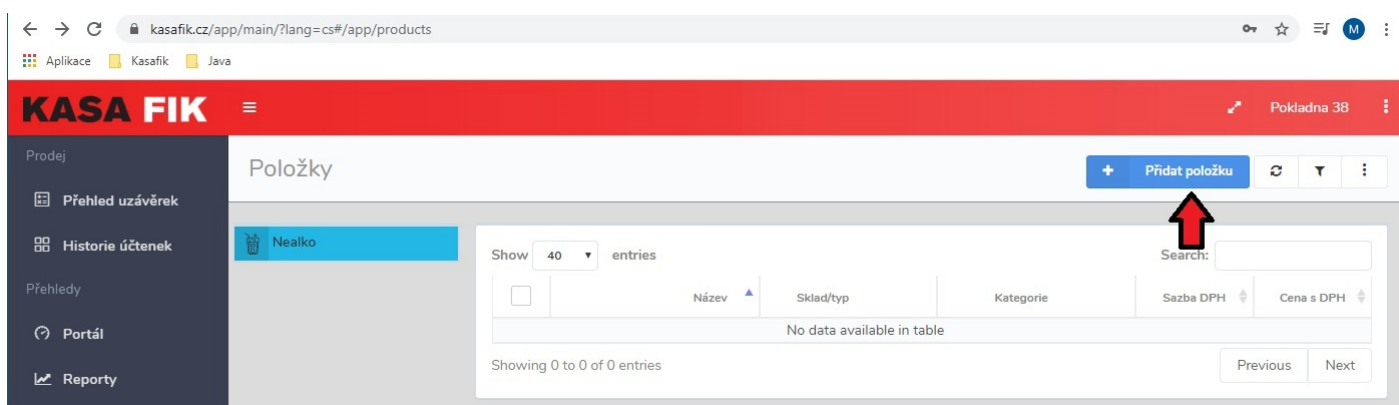 kasafik.cz/app/main/?lang=cs#/app/products
M
Aplikace Kasafik Java
KASA FIK
Pokladna 38
Prodej
Přehled uzávěrek
Historie účtenek
Přehledy
Portál
Reporty
Položky
+ Přidat položku
Nealko
Show 40 entries
Search:
Název Sklad/typ Kategorie Sazba DPH Cena s DPH
No data available in table
Showing 0 to 0 of 0 entries
Previous Next